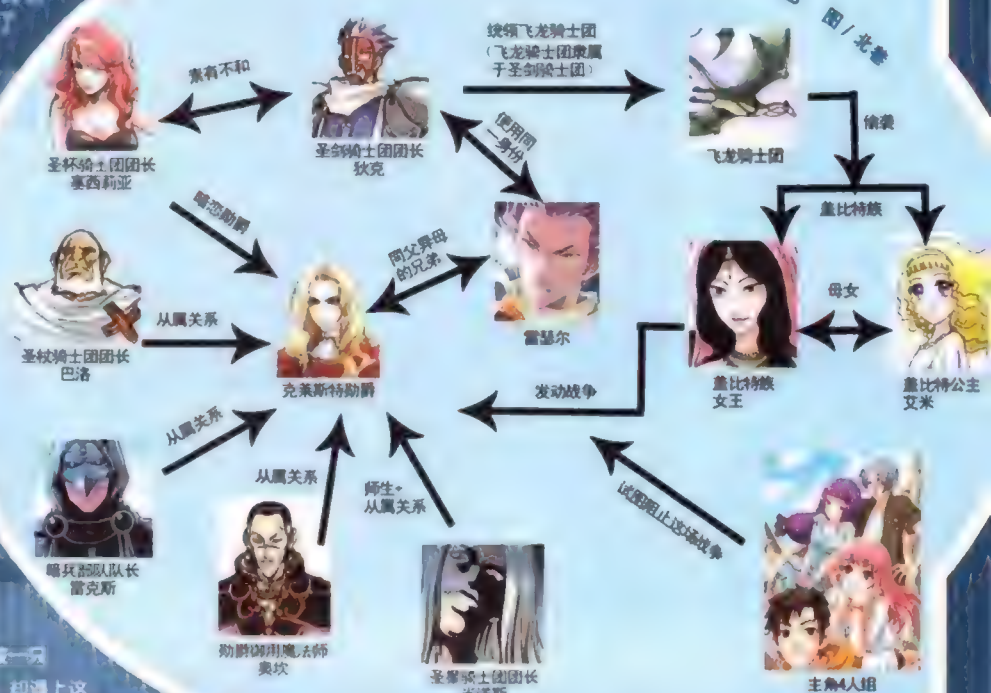 图/北
素有不和
统领飞龙骑士团
(飞龙骑士团隶属
于圣剑骑士团)
偷袭
圣杯骑士团团长
塞西莉亚
圣剑骑士团团长
狄克
使用同
一身份
飞龙骑士团
盖比特族
暗恋勋爵
同父异母
的兄弟
母女
圣杖骑士团团长
巴洛
从属关系
雷瑟尔
克莱斯特勋爵
盖比特族
女王
盖比特公主
艾米
发动战争
从属关系
从属关系
师生+
从属关系
试图阻止这场战争
暗兵部队队长
雷克斯
勋爵御用魔法师
奥坎
骑士团团长
主角4人组
却遇上这